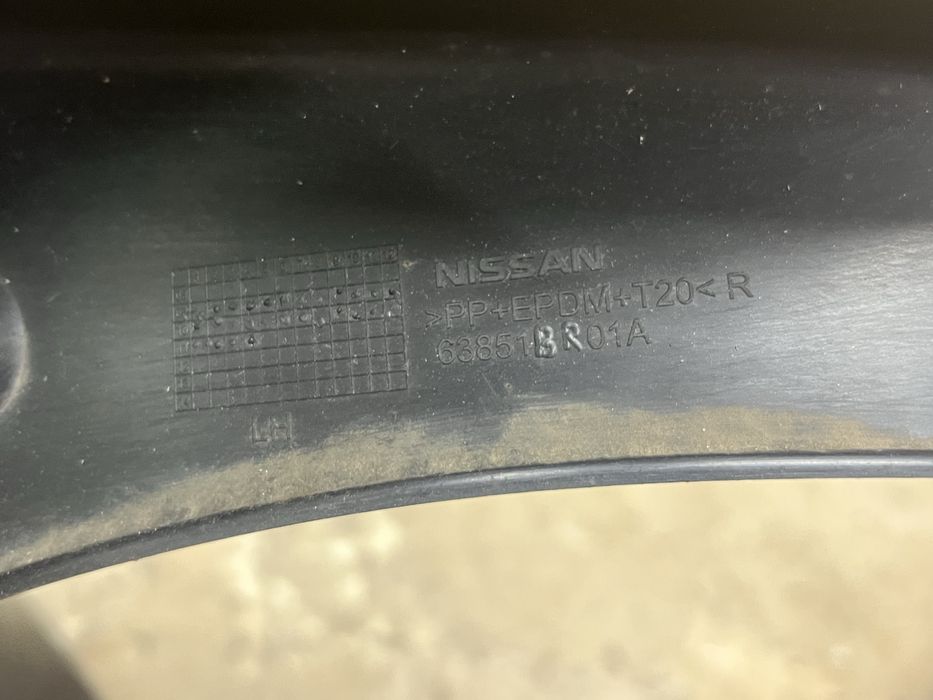 NISSAN
>PP+EPDM+T20< R
63851BR01A
LH